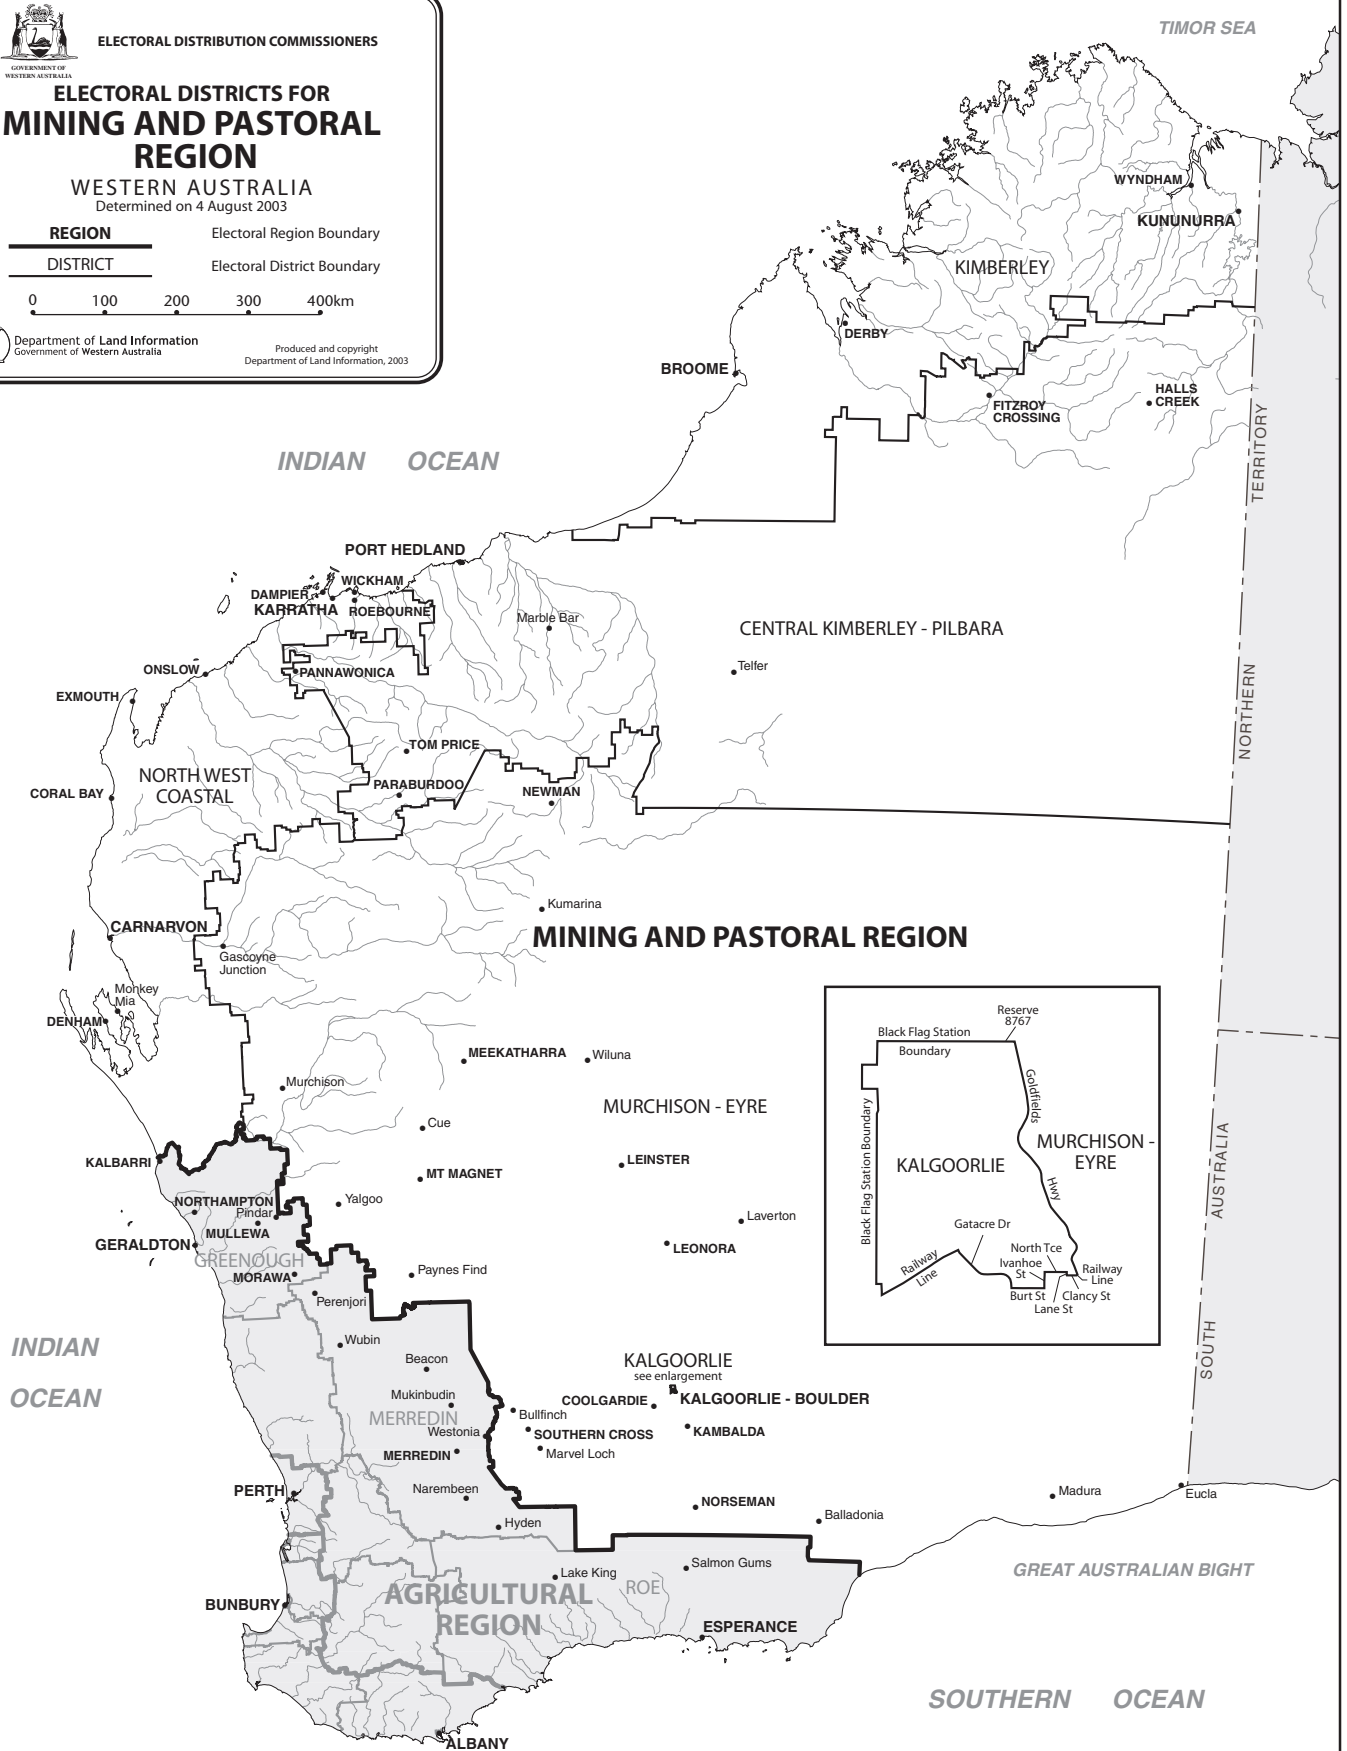 TIMOR SEA
GOVERNMENT OF
WESTERN AUSTRALIA
ELECTORAL DISTRIBUTION COMMISSIONERS
ELECTORAL DISTRICTS FOR
MINING AND PASTORAL
REGION
WESTERN AUSTRALIA
Determined on 4 August 2003
REGION Electoral Region Boundary
DISTRICT Electoral District Boundary
0 100 200 300 400km
Department of Land Information
Government of Western Australia
Produced and copyright
Department of Land Information, 2003
WYNDHAM
KUNUNURRA
KIMBERLEY
DERBY
BROOME
HALLS
CREEK
FITZROY
CROSSING
INDIAN OCEAN
NORTHERN TERRITORY
PORT HEDLAND
WICKHAM
DAMPIER
KARRATHA
ROEBOURNE
Marble Bar
CENTRAL KIMBERLEY - PILBARA
Telfer
ONSLOW
PANNAWONICA
EXMOUTH
TOM PRICE
NORTH WEST
COASTAL
PARABURDOO
NEWMAN
CORAL BAY
Kumarina
CARNARVON
MINING AND PASTORAL REGION
Gascoyne
Junction
Monkey
Mia
DENHAM
MEEKATHARRA
Wiluna
Murchison
MURCHISON - EYRE
Cue
KALBARRI
LEINSTER
MT MAGNET
NORTHAMPTON
Yalgoo
Pindar
MULLEWA
Laverton
GERALDTON
LEONORA
GREENOUGH
MORAWA
Paynes Find
Perenjori
Reserve
8767
Black Flag Station
Boundary
Goldfields
Hwy
Black Flag Station Boundary
MURCHISON -
EYRE
KALGOORLIE
Gatacre Dr
North Tce
Ivanhoe
St
Railway
Line
Railway
Line
Burt St
Clancy St
Lane St
SOUTH AUSTRALIA
INDIAN
OCEAN
Wubin
Beacon
KALGOORLIE
see enlargement
Mukinbudin
COOLGARDIE
KALGOORLIE - BOULDER
Bullfinch
MERREDIN
Westonia
SOUTHERN CROSS
KAMBALDA
MERREDIN
Marvel Loch
PERTH
Narembeen
NORSEMAN
Madura
Eucla
Hyden
Balladonia
Salmon Gums
GREAT AUSTRALIAN BIGHT
Lake King
ROE
AGRICULTURAL
REGION
BUNBURY
ESPERANCE
SOUTHERN OCEAN
ALBANY